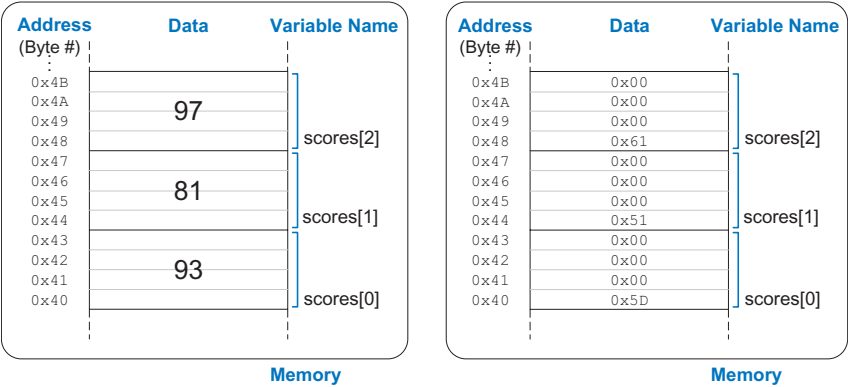 Address Data Variable Name
(Byte #)
0x4B
0x4A
97
0x49
0x48 scores[2]
0x47
0x46
81
0x45
0x44 scores[1]
0x43
0x42
93
0x41
0x40 scores[0]
Memory
Address Data Variable Name
(Byte #)
0x4B 0x00
0x4A 0x00
0x49 0x00
0x48 0x61 scores[2]
0x47 0x00
0x46 0x00
0x45 0x00
0x44 0x51 scores[1]
0x43 0x00
0x42 0x00
0x41 0x00
0x40 0x5D scores[0]
Memory